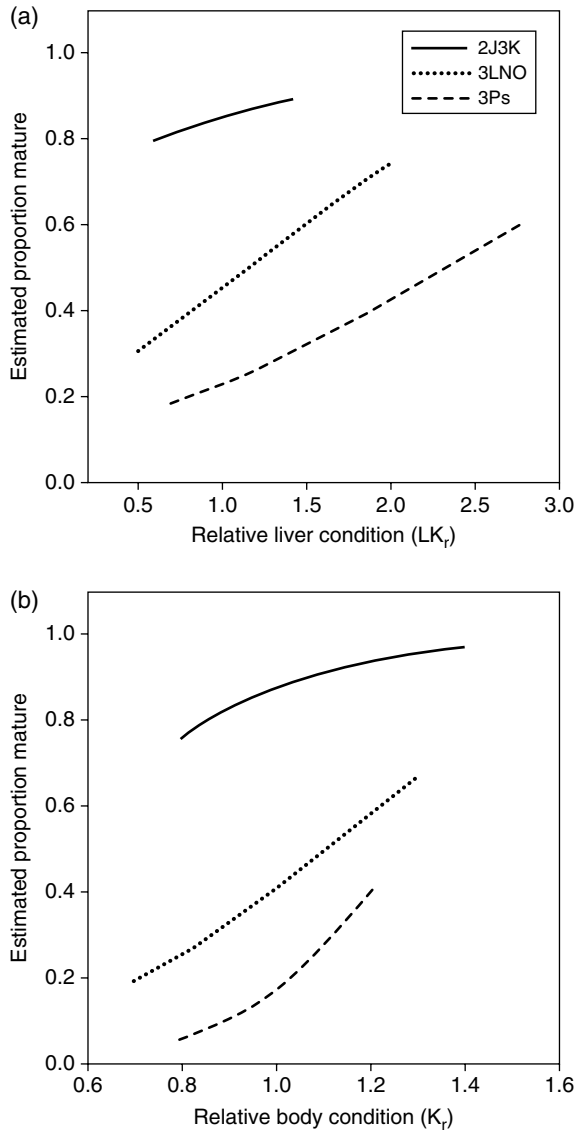 (a)
2J3K
3LNO
3Ps
Estimated proportion mature
1.0
0.8
0.6
0.4
0.2
0.0
0.5 1.0 1.5 2.0 2.5 3.0
Relative liver condition (LKr)
(b)
Estimated proportion mature
1.0
0.8
0.6
0.4
0.2
0.0
0.6 0.8 1.0 1.2 1.4 1.6
Relative body condition (Kr)